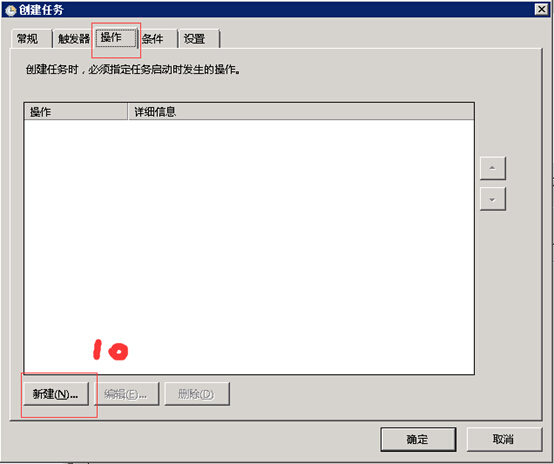 创建任务
常规 触发器 操作 条件 设置
创建任务时，必须指定任务启动时发生的操作。
操作 详细信息
10
新建(N)... 编辑(E)... 删除(D)
确定 取消